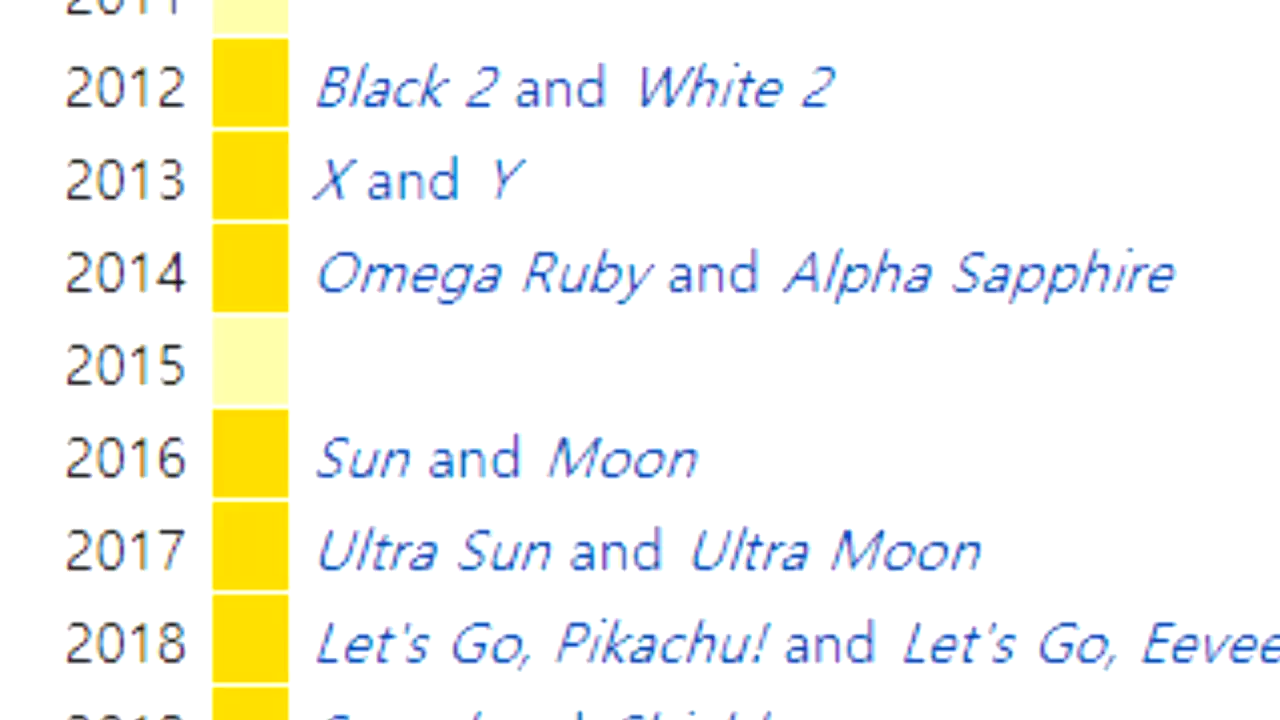 2012 Black 2 and White 2
2013 X and Y
2014 Omega Ruby and Alpha Sapphire
2015
2016 Sun and Moon
2017 Ultra Sun and Ultra Moon
2018 Let's Go, Pikachu! and Let's Go, Eevee